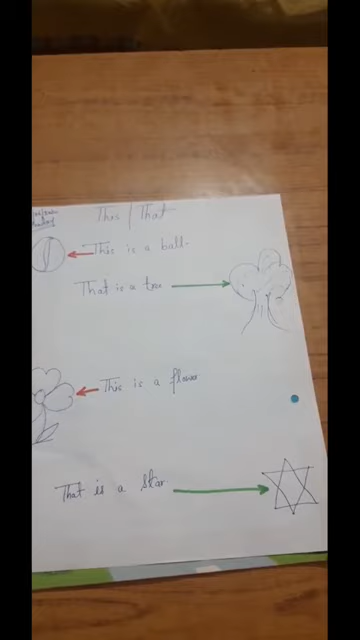 This | That
This is a ball-
That is a tree
This is a flower
That is a star